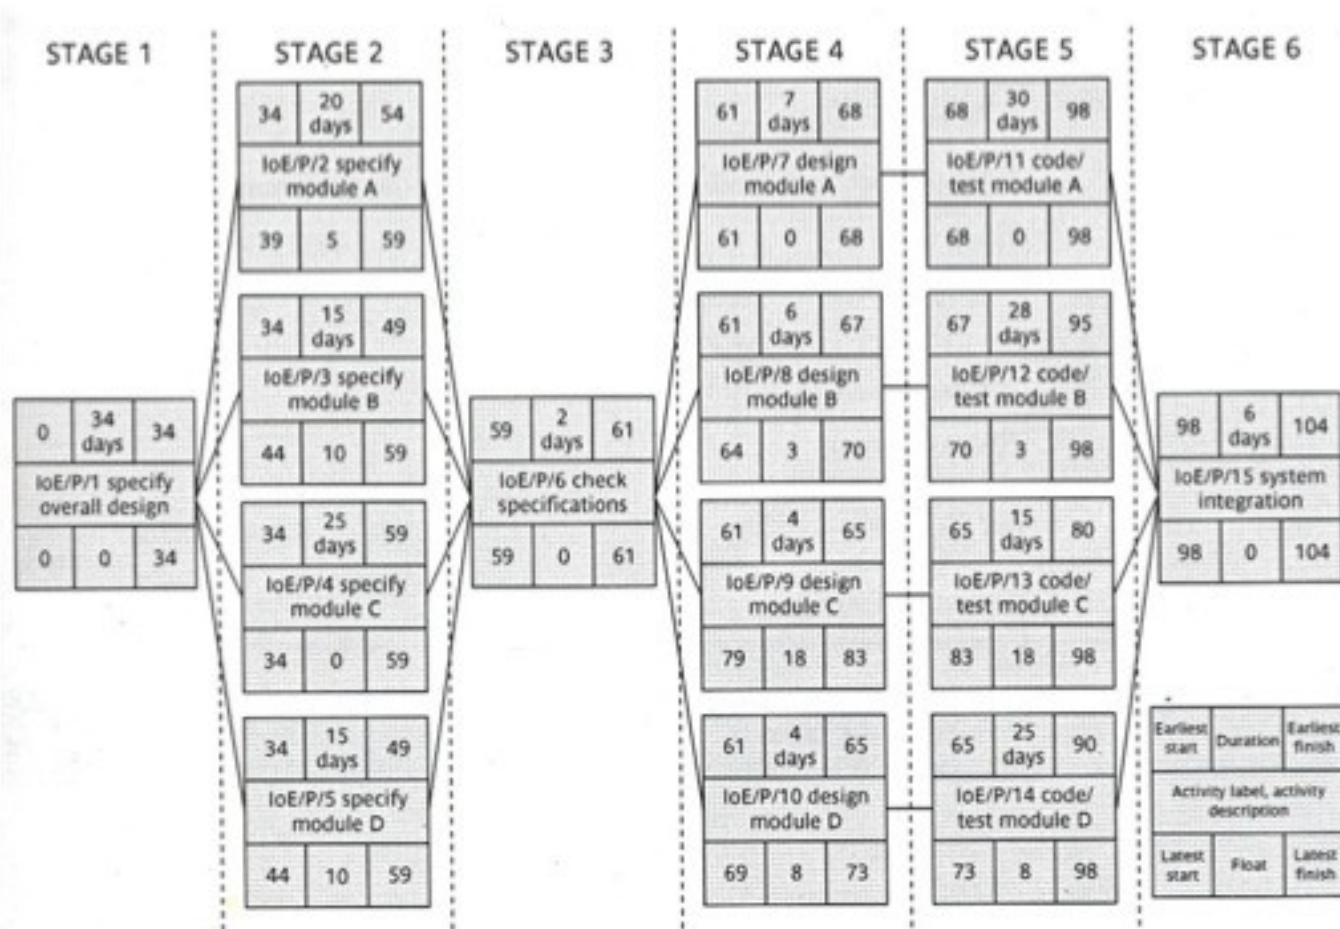 STAGE 1
STAGE 2
STAGE 3
STAGE 4
STAGE 5
STAGE 6
0 34 days 34
IoE/P/1 specify
overall design
0 0 34
34 20 days 54
IoE/P/2 specify
module A
39 5 59
34 15 days 49
IoE/P/3 specify
module B
44 10 59
34 25 days 59
IoE/P/4 specify
module C
34 0 59
34 15 days 49
IoE/P/5 specify
module D
44 10 59
59 2 days 61
IoE/P/6 check
specifications
59 0 61
61 7 days 68
IoE/P/7 design
module A
61 0 68
61 6 days 67
IoE/P/8 design
module B
64 3 70
61 4 days 65
IoE/P/9 design
module C
79 18 83
61 4 days 65
IoE/P/10 design
module D
69 8 73
68 30 days 98
IoE/P/11 code/
test module A
68 0 98
67 28 days 95
IoE/P/12 code/
test module B
70 3 98
65 15 days 80
IoE/P/13 code/
test module C
83 18 98
65 25 days 90
IoE/P/14 code/
test module D
73 8 98
98 6 days 104
IoE/P/15 system
integration
98 0 104
Earliest start Duration Earliest finish
Activity label, activity
description
Latest start Float Latest finish